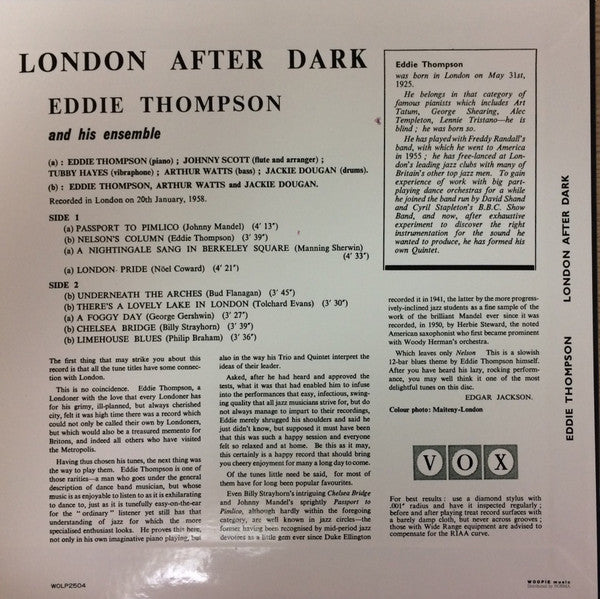 LONDON AFTER DARK
EDDIE THOMPSON
and his ensemble
(a) : EDDIE THOMPSON (piano) ; JOHNNY SCOTT (flute and arranger) ;
TUBBY HAYES (vibraphone) ; ARTHUR WATTS (bass) ; JACKIE DOUGAN (drums).
(b) : EDDIE THOMPSON, ARTHUR WATTS and JACKIE DOUGAN.
Recorded in London on 20th January, 1958.
SIDE 1
(a) PASSPORT TO PIMLICO (Johnny Mandel) (4' 13")
(b) NELSON'S COLUMN (Eddie Thompson) (3' 39")
(a) A NIGHTINGALE SANG IN BERKELEY SQUARE (Manning Sherwin)
(4' 33")
(a) LONDON PRIDE (Nöel Coward) (4' 21")
SIDE 2
(b) UNDERNEATH THE ARCHES (Bud Flanagan) (3' 45")
(b) THERE'S A LOVELY LAKE IN LONDON (Tolchard Evans) (3' 30")
(a) A FOGGY DAY (George Gershwin) (3' 27")
(b) CHELSEA BRIDGE (Billy Strayhorn) (3' 39")
(b) LIMEHOUSE BLUES (Philip Braham) (3' 36")
The first thing that may strike you about this
record is that all the tune titles have some connec-
tion with London.
This is no coincidence. Eddie Thompson, a
Londoner with the love that every Londoner has
for his grimy, ill-planned, but always cherished
city, felt it was high time there was a record which
could not only be called their own by Londoners,
but which would also be a treasured memento for
Britons, and indeed all others who have visited
the Metropolis.
Having thus chosen his tunes, the next thing was
the way to play them. Eddie Thompson is one of
those rarities—a man who goes under the general
description of dance band musician, but whose
music is as enjoyable to listen to as it is exhilarating
to dance to, just as it is tunefully easy-on-the-ear
for the "ordinary" listener yet still has that
understanding of jazz for which the more
specialised enthusiast looks. He proves this here,
not only in his own imaginative piano playing, but
also in the way his Trio and Quintet interpret the
ideas of their leader.
Asked, after he had heard and approved the
tests, what it was that had enabled him to infuse
into the performances that easy, infectious, swing-
ing quality that all jazz musicians strive for, but do
not always manage to impart to their recordings,
Eddie merely shrugged his shoulders and said he
just didn't know, but supposed it must have been
that this was such a happy session and everyone
felt so relaxed and at home. Be this as it may,
this certainly is a happy record that should bring
you cheery enjoyment for many a long day to come.
Of the tunes little need be said, for most of
them have for long been popular favourites.
Even Billy Strayhorn's intriguing Chelsea Bridge
and Johnny Mandel's sprightly Passport to
Pimlico, although hardly within the foregoing
category, are well known in jazz circles—the
former having been recognised by mid-period jazz
devotees as a little gem ever since Duke Ellington
Eddie Thompson
was born in London on May 31st,
1925.
He belongs in that category of
famous pianists which includes Art
Tatum, George Shearing, Alec
Templeton, Lennie Tristano—he is
blind ; he was born so.
He has played with Freddy Randall's
band, with which he went to America
in 1955 ; he has free-lanced at Lon-
don's leading jazz clubs with many of
Britain's other top jazz men. To gain
experience of work with big part-
playing dance orchestras for a while
he joined the band run by David Shand
and Cyril Stapleton's B.B.C. Show
Band, and now, after exhaustive
experiment to discover the right
instrumentation for the sound he
wanted to produce, he has formed his
own Quintet.
recorded it in 1941, the latter by the more progress-
ively-inclined jazz students as a fine sample of the
work of the brilliant Mandel ever since it was
recorded, in 1950, by Herbie Steward, the noted
American saxophonist who first became prominent
with Woody Herman's orchestra.
Which leaves only Nelson This is a slowish
12-bar blues theme by Eddie Thompson himself.
After you have heard his lazy, rocking perform-
ance, you may well think it one of the most
delightful tunes on this disc.
EDGAR JACKSON.
Colour photo: Maiteny-London
VOX
For best results : use a diamond stylus with
.001" radius and have it inspected regularly ;
before and after playing treat record surfaces with
a barely damp cloth, but never across grooves ;
those with Wide Range equipment are advised to
compensate for the RIAA curve.
EDDIE THOMPSON LONDON AFTER DARK
WOLP2504
WOOPIE music
Distributed by NORMA